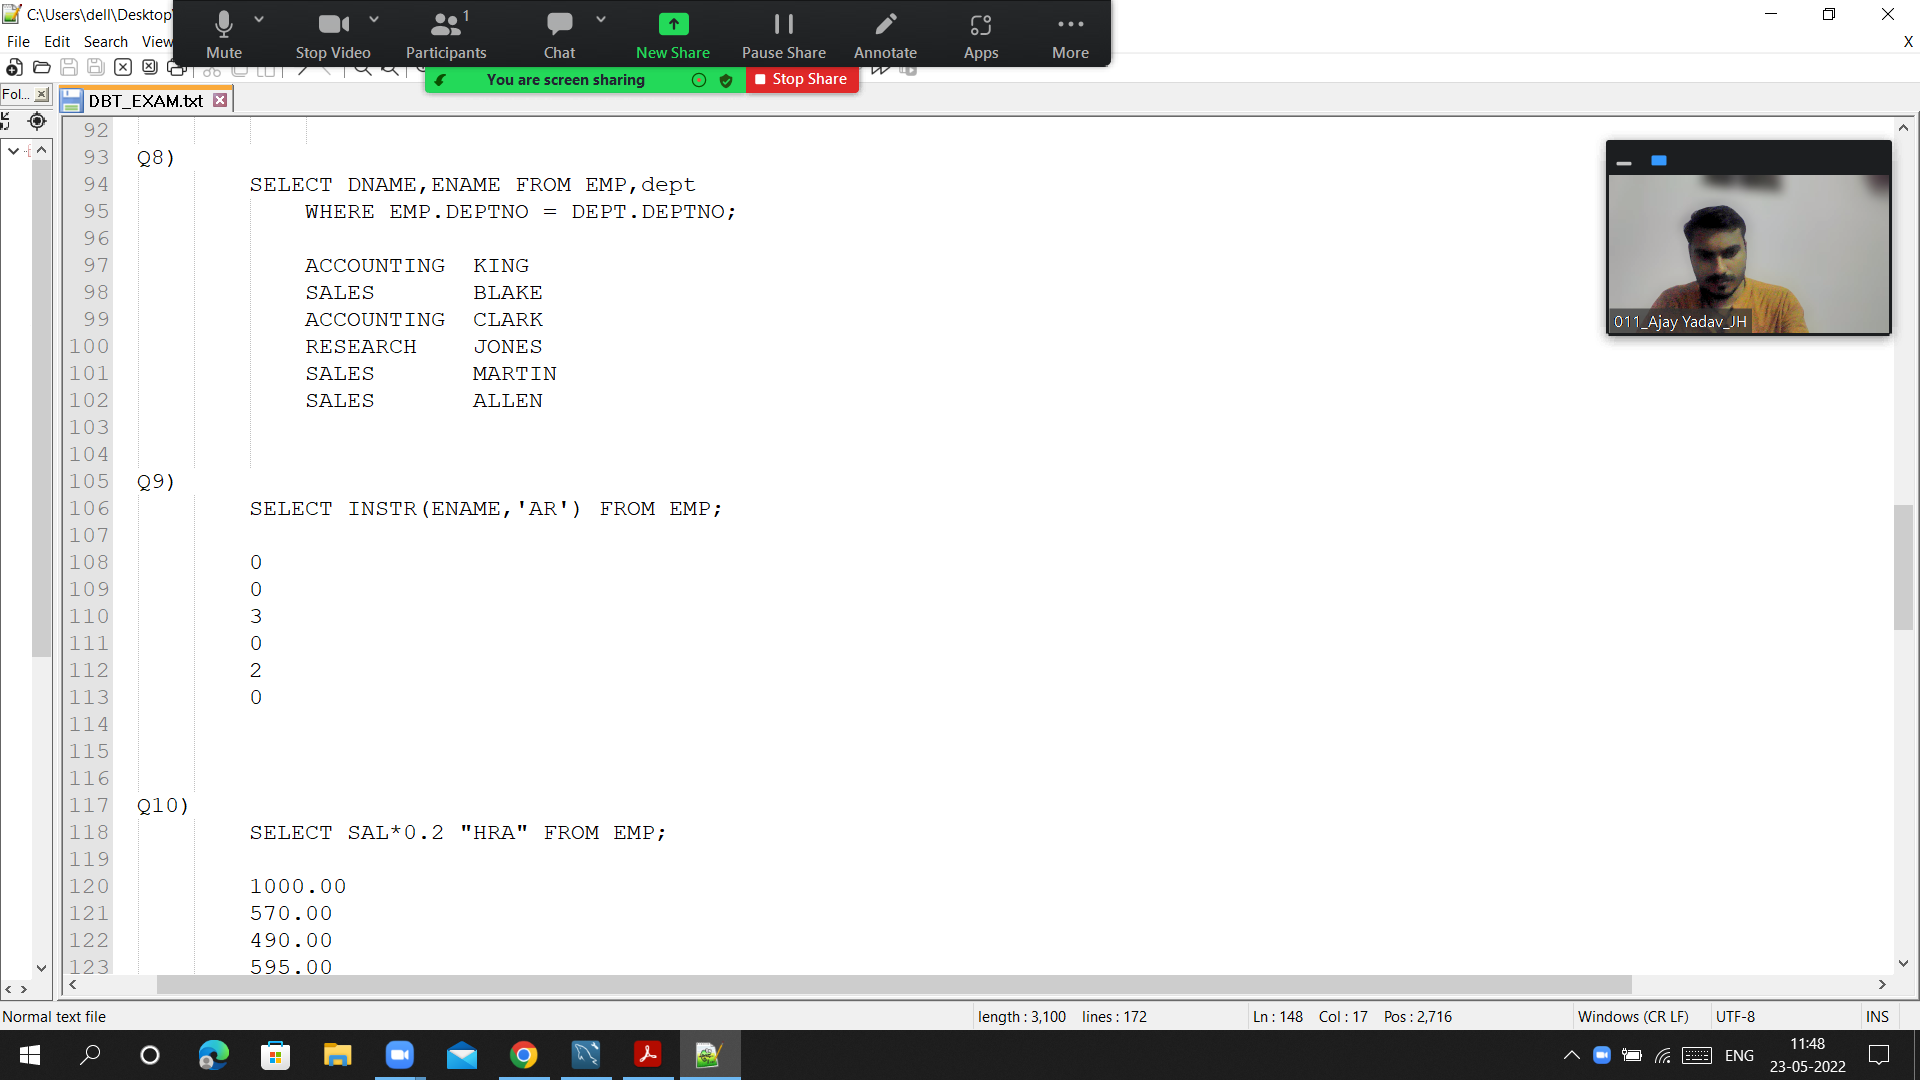 C:\Users\dell\Desktop\
Mute
Stop Video
Participants
1
Chat
New Share
Pause Share
Annotate
Apps
More
File Edit Search View
X
You are screen sharing
Stop Share
Fol...
DBT_EXAM.txt
92
93 Q8)
94 SELECT DNAME,ENAME FROM EMP,dept
95 WHERE EMP.DEPTNO = DEPT.DEPTNO;
96
97 ACCOUNTING KING
98 SALES BLAKE
99 ACCOUNTING CLARK
100 RESEARCH JONES
101 SALES MARTIN
102 SALES ALLEN
103
104
105 Q9)
106 SELECT INSTR(ENAME,'AR') FROM EMP;
107
108 0
109 0
110 3
111 0
112 2
113 0
114
115
116
117 Q10)
118 SELECT SAL*0.2 "HRA" FROM EMP;
119
120 1000.00
121 570.00
122 490.00
123 595.00
011_Ajay Yadav_JH
Normal text file
length : 3,100 lines : 172
Ln : 148 Col : 17 Pos : 2,716
Windows (CR LF)
UTF-8
INS
ENG
11:48
23-05-2022